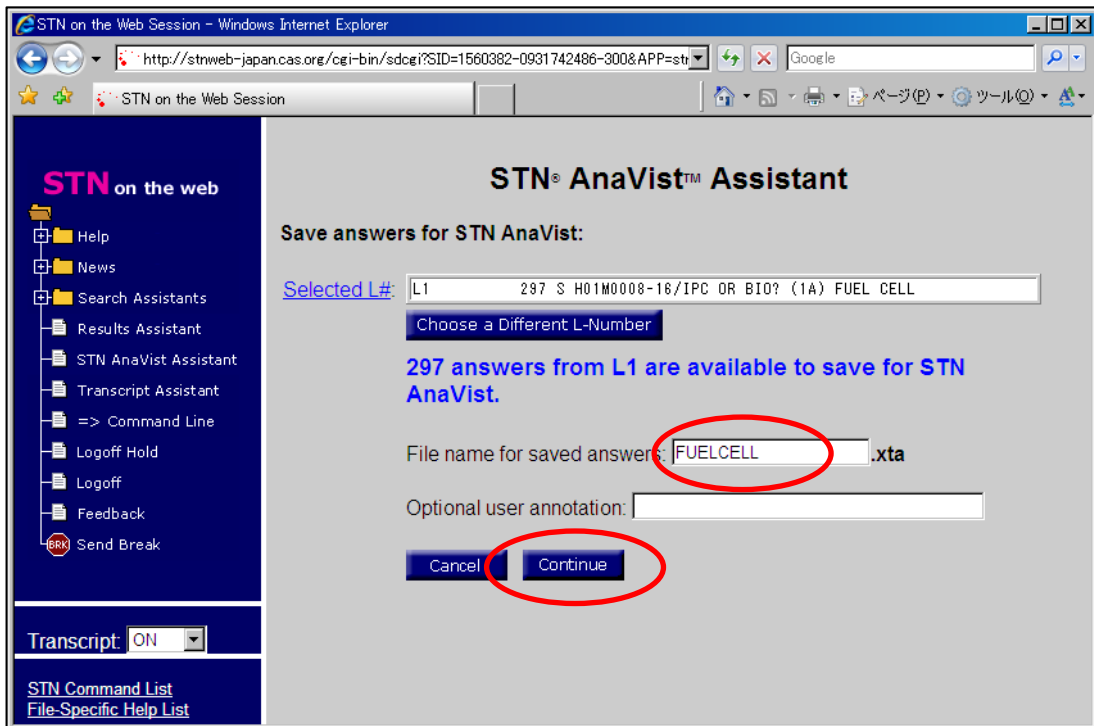 STN on the Web Session - Windows Internet Explorer
http://stnweb-japan.cas.org/cgi-bin/sdcgi?SID=1560382-0931742486-300&APP=str
Google
STN on the Web Session
ページ(P)
ツール(O)
STN on the web
Help
News
Search Assistants
Results Assistant
STN AnaVist Assistant
Transcript Assistant
=> Command Line
Logoff Hold
Logoff
Feedback
BRK Send Break
Transcript: ON
STN Command List
File-Specific Help List
STN® AnaVist™ Assistant
Save answers for STN AnaVist:
Selected L#: L1 297 S H01M0008-16/IPC OR BIO? (1A) FUEL CELL
Choose a Different L-Number
297 answers from L1 are available to save for STN
AnaVist.
File name for saved answers: FUELCELL .xta
Optional user annotation:
Cancel Continue